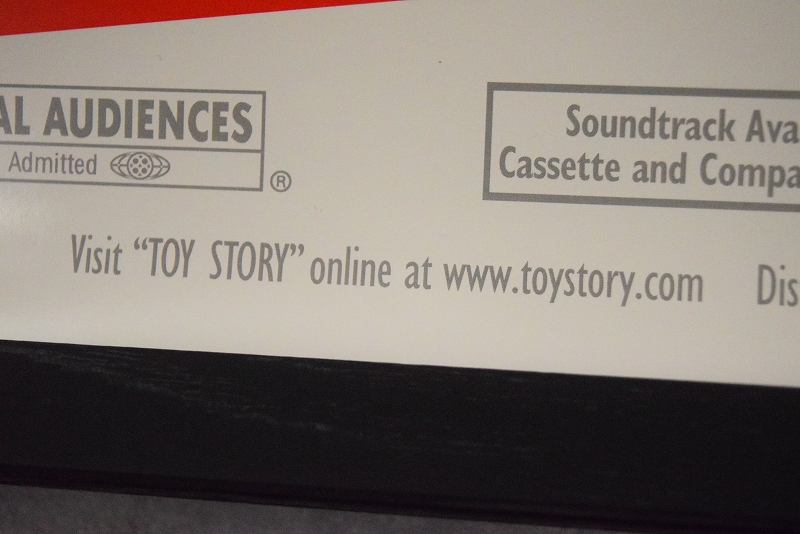 AL AUDIENCES
Admitted
®
Soundtrack Ava
Cassette and Compa
Visit “TOY STORY” online at www.toystory.com
Dis